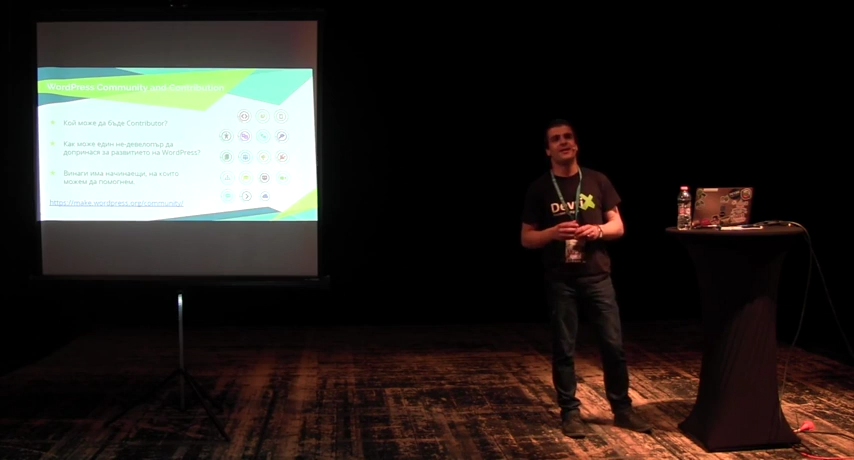 WordPress Community and Contribution
Кой може да бъде Contributor?
Как може един не-девелопър да
допринася за развитието на WordPress?
Винаги има начинаещи, на които
можем да помогнем.
https://make.wordpress.org/community/
DevriX